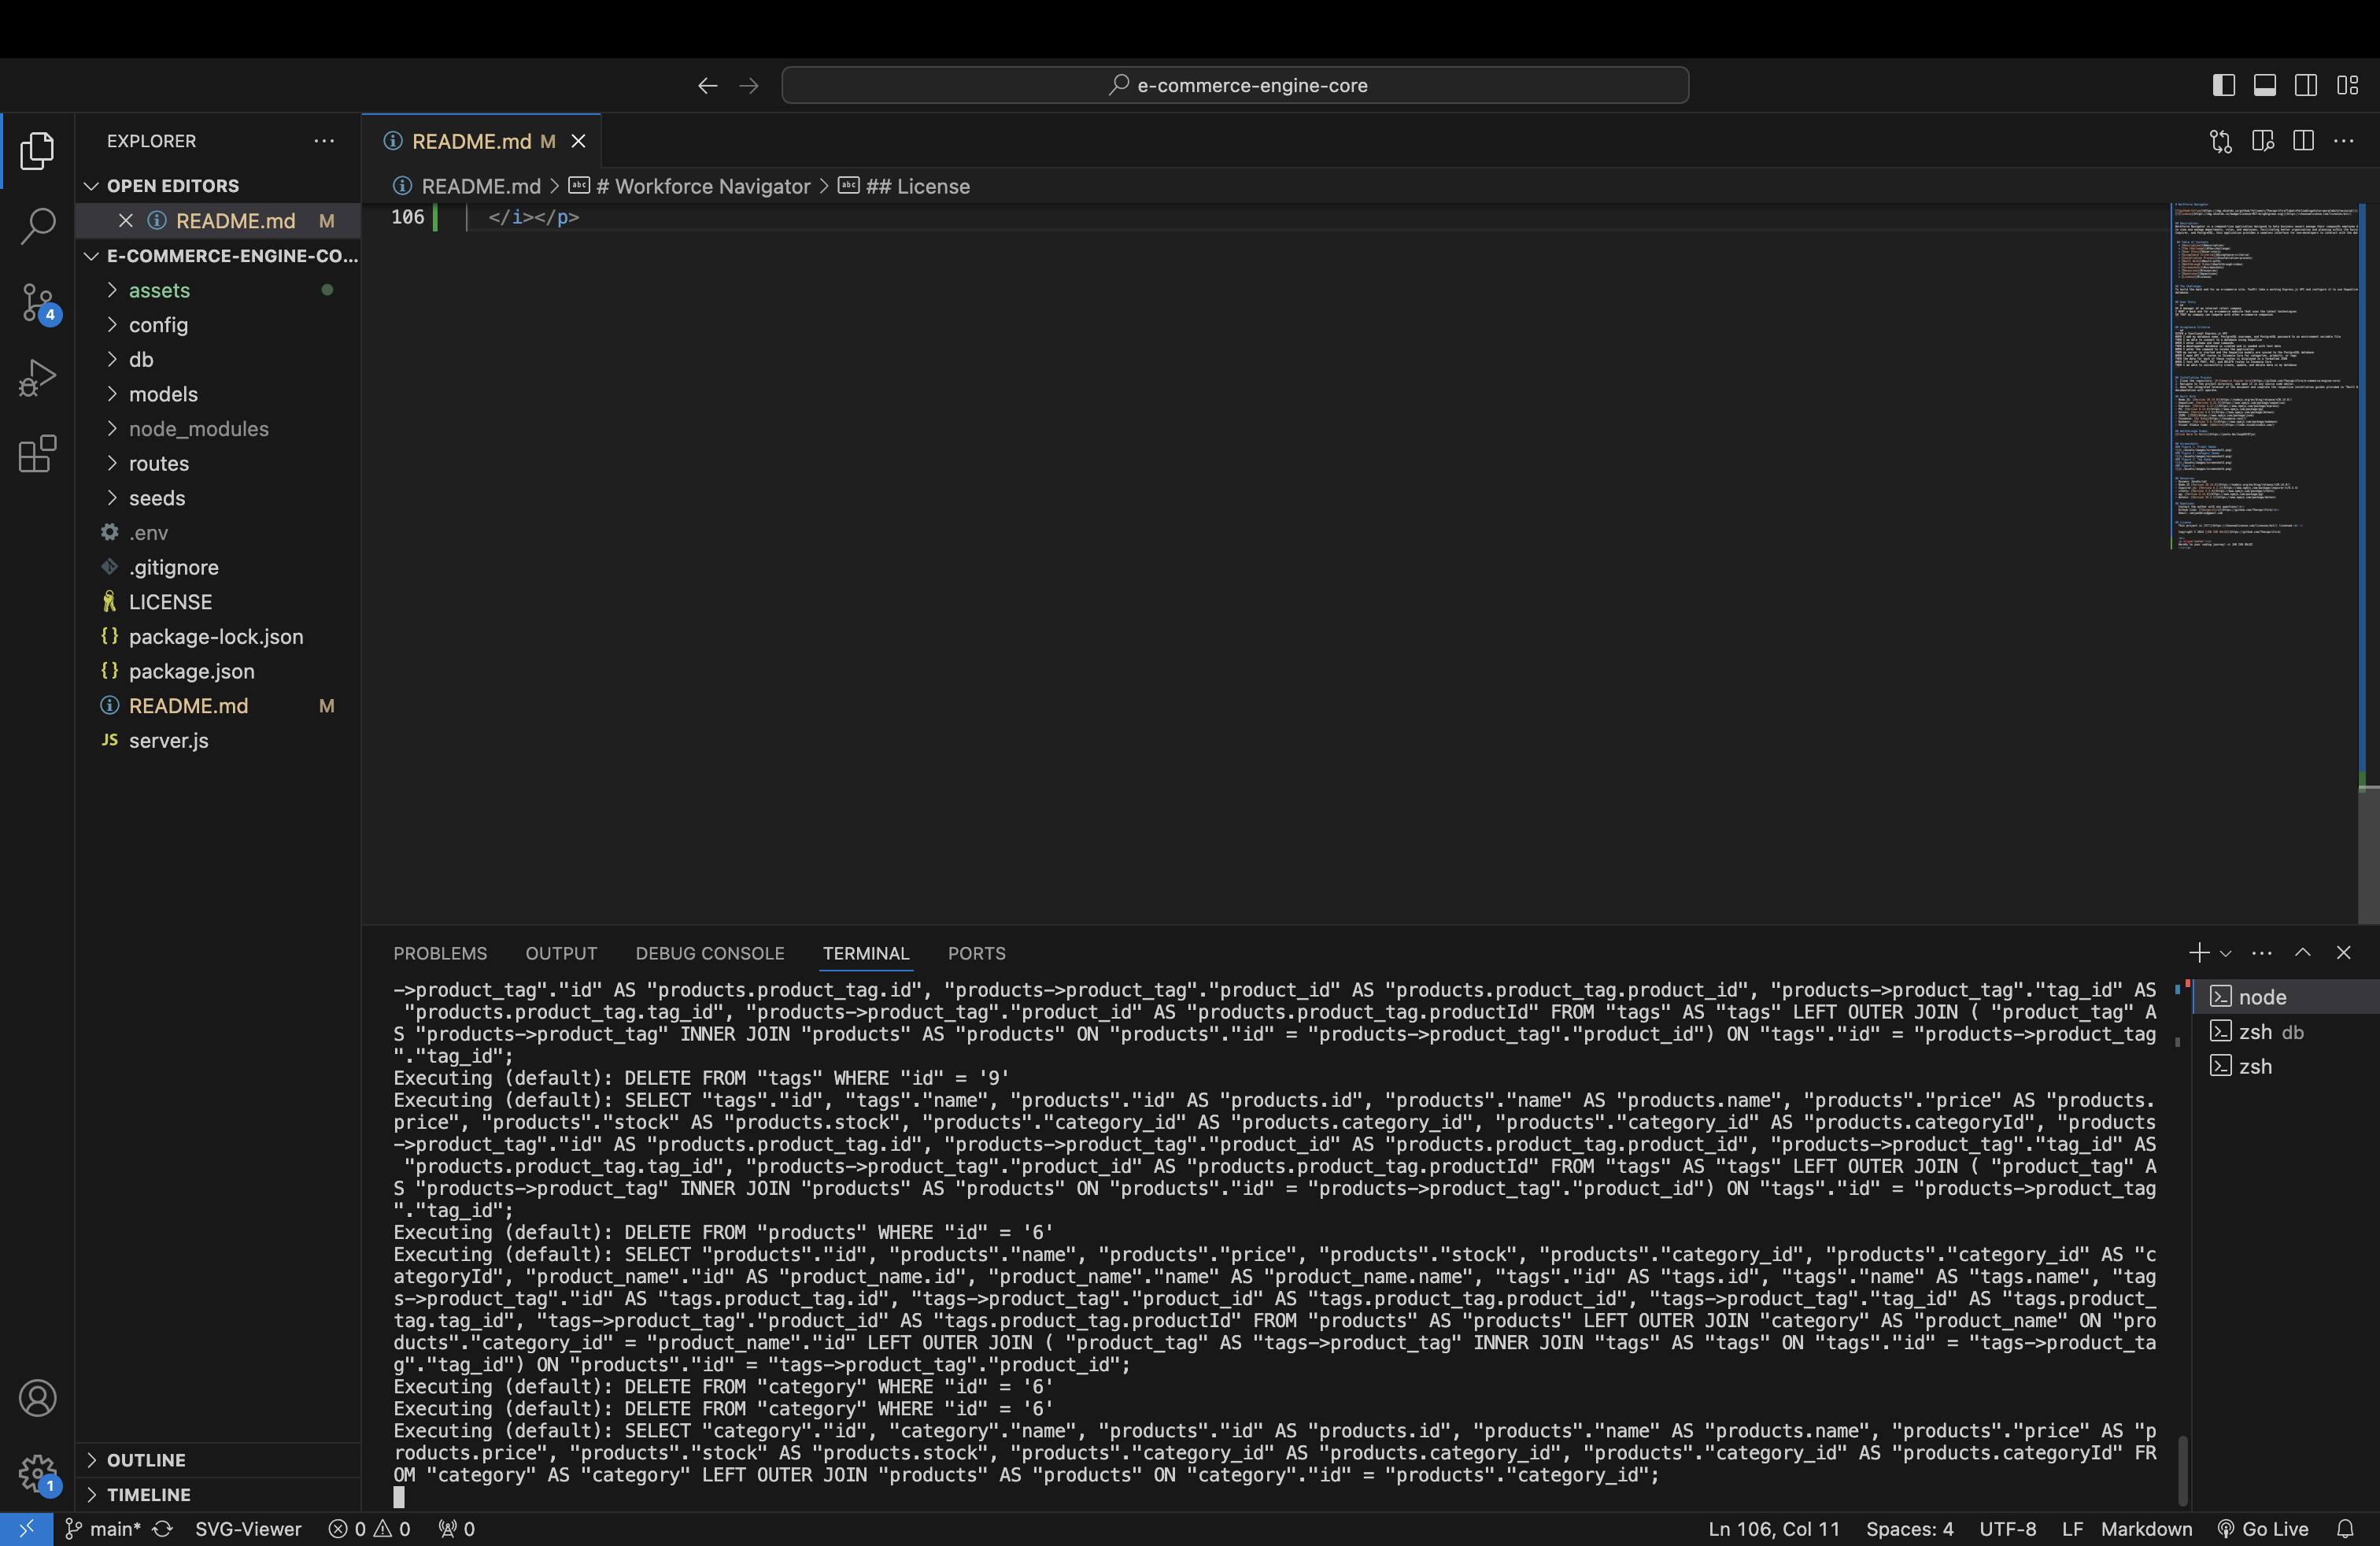 e-commerce-engine-core
EXPLORER
README.md M
OPEN EDITORS
README.md # Workforce Navigator ## License
README.md M
106 </i></p>
E-COMMERCE-ENGINE-CO...
assets
config
db
models
node_modules
routes
seeds
.env
.gitignore
LICENSE
package-lock.json
package.json
README.md M
JS server.js
4
PROBLEMS OUTPUT DEBUG CONSOLE TERMINAL PORTS
->product_tag"."id" AS "products.product_tag.id", "products->product_tag"."product_id" AS "products.product_tag.product_id", "products->product_tag"."tag_id" AS
"products.product_tag.tag_id", "products->product_tag"."product_id" AS "products.product_tag.productId" FROM "tags" AS "tags" LEFT OUTER JOIN ( "product_tag" A
S "products->product_tag" INNER JOIN "products" AS "products" ON "products"."id" = "products->product_tag"."product_id") ON "tags"."id" = "products->product_tag
"."tag_id";
Executing (default): DELETE FROM "tags" WHERE "id" = '9'
Executing (default): SELECT "tags"."id", "tags"."name", "products"."id" AS "products.id", "products"."name" AS "products.name", "products"."price" AS "products.
price", "products"."stock" AS "products.stock", "products"."category_id" AS "products.category_id", "products"."category_id" AS "products.categoryId", "products
->product_tag"."id" AS "products.product_tag.id", "products->product_tag"."product_id" AS "products.product_tag.product_id", "products->product_tag"."tag_id" AS
"products.product_tag.tag_id", "products->product_tag"."product_id" AS "products.product_tag.productId" FROM "tags" AS "tags" LEFT OUTER JOIN ( "product_tag" A
S "products->product_tag" INNER JOIN "products" AS "products" ON "products"."id" = "products->product_tag"."product_id") ON "tags"."id" = "products->product_tag
"."tag_id";
Executing (default): DELETE FROM "products" WHERE "id" = '6'
Executing (default): SELECT "products"."id", "products"."name", "products"."price", "products"."stock", "products"."category_id", "products"."category_id" AS "c
ategoryId", "product_name"."id" AS "product_name.id", "product_name"."name" AS "product_name.name", "tags"."id" AS "tags.id", "tags"."name" AS "tags.name", "tag
s->product_tag"."id" AS "tags.product_tag.id", "tags->product_tag"."product_id" AS "tags.product_tag.product_id", "tags->product_tag"."tag_id" AS "tags.product_
tag.tag_id", "tags->product_tag"."product_id" AS "tags.product_tag.productId" FROM "products" AS "products" LEFT OUTER JOIN "category" AS "product_name" ON "pro
ducts"."category_id" = "product_name"."id" LEFT OUTER JOIN ( "product_tag" AS "tags->product_tag" INNER JOIN "tags" AS "tags" ON "tags"."id" = "tags->product_ta
g"."tag_id") ON "products"."id" = "tags->product_tag"."product_id";
Executing (default): DELETE FROM "category" WHERE "id" = '6'
Executing (default): DELETE FROM "category" WHERE "id" = '6'
Executing (default): SELECT "category"."id", "category"."name", "products"."id" AS "products.id", "products"."name" AS "products.name", "products"."price" AS "p
roducts.price", "products"."stock" AS "products.stock", "products"."category_id" AS "products.category_id", "products"."category_id" AS "products.categoryId" FR
OM "category" AS "category" LEFT OUTER JOIN "products" AS "products" ON "category"."id" = "products"."category_id";
node
zsh db
zsh
OUTLINE
TIMELINE
1
main* SVG-Viewer 0 0 0 Ln 106, Col 11 Spaces: 4 UTF-8 LF Markdown Go Live